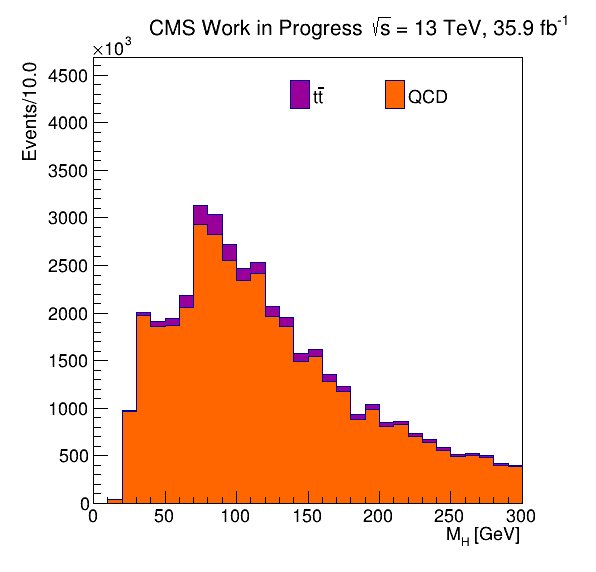 CMS Work in Progress √s = 13 TeV, 35.9 fb⁻¹
×10³
Events/10.0
tt̄
QCD
4500
4000
3500
3000
2500
2000
1500
1000
500
0
0 50 100 150 200 250 300
M_H [GeV]